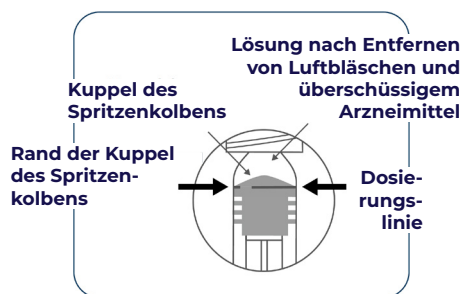 Lösung nach Entfernen
von Luftbläschen und
überschüssigem
Arzneimittel
Kuppel des
Spritzenkolbens
Rand der Kuppel
des Spritzen-
kolbens
Dosie-
rungs-
linie